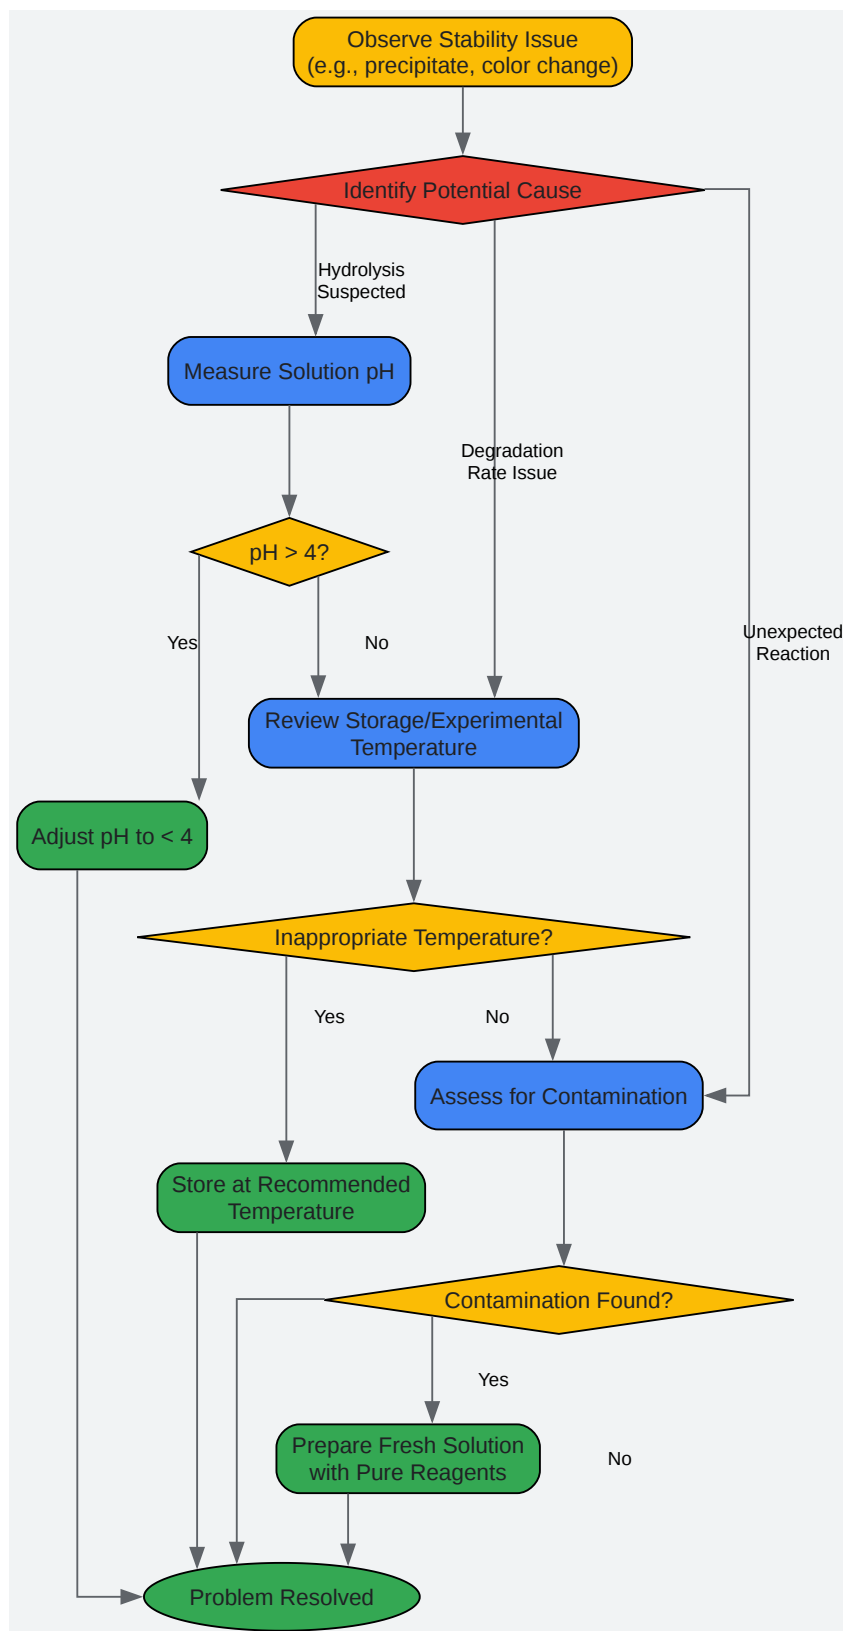 Observe Stability Issue
(e.g., precipitate, color change)
Identify Potential Cause
Hydrolysis
Suspected
Measure Solution pH
Degradation
Rate Issue
pH > 4?
Unexpected
Reaction
Yes
No
Review Storage/Experimental
Temperature
Adjust pH to < 4
Inappropriate Temperature?
Yes
No
Assess for Contamination
Store at Recommended
Temperature
Contamination Found?
Yes
Prepare Fresh Solution
with Pure Reagents
No
Problem Resolved